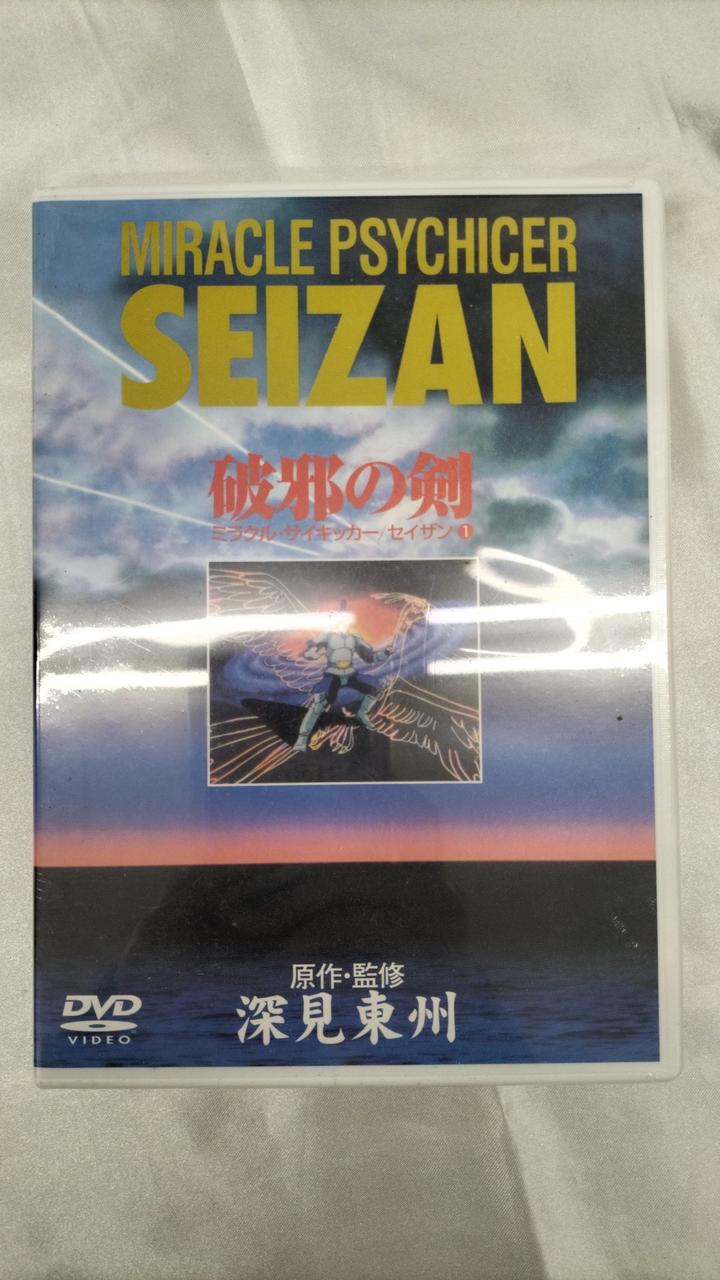 MIRACLE PSYCHICER
SEIZAN
破邪の剣
ミラクル・サイキッカー/セイザン❶
原作・監修
深見東州
DVD
VIDEO